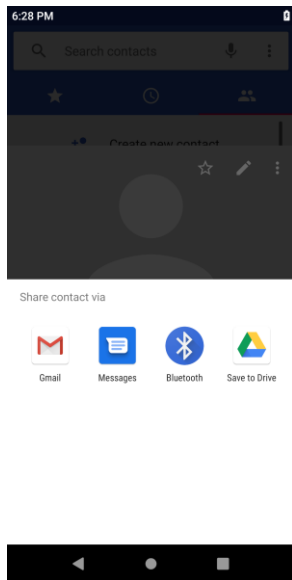 6:28 PM
Search contacts
Create new contact
Share contact via
Gmail
Messages
Bluetooth
Save to Drive